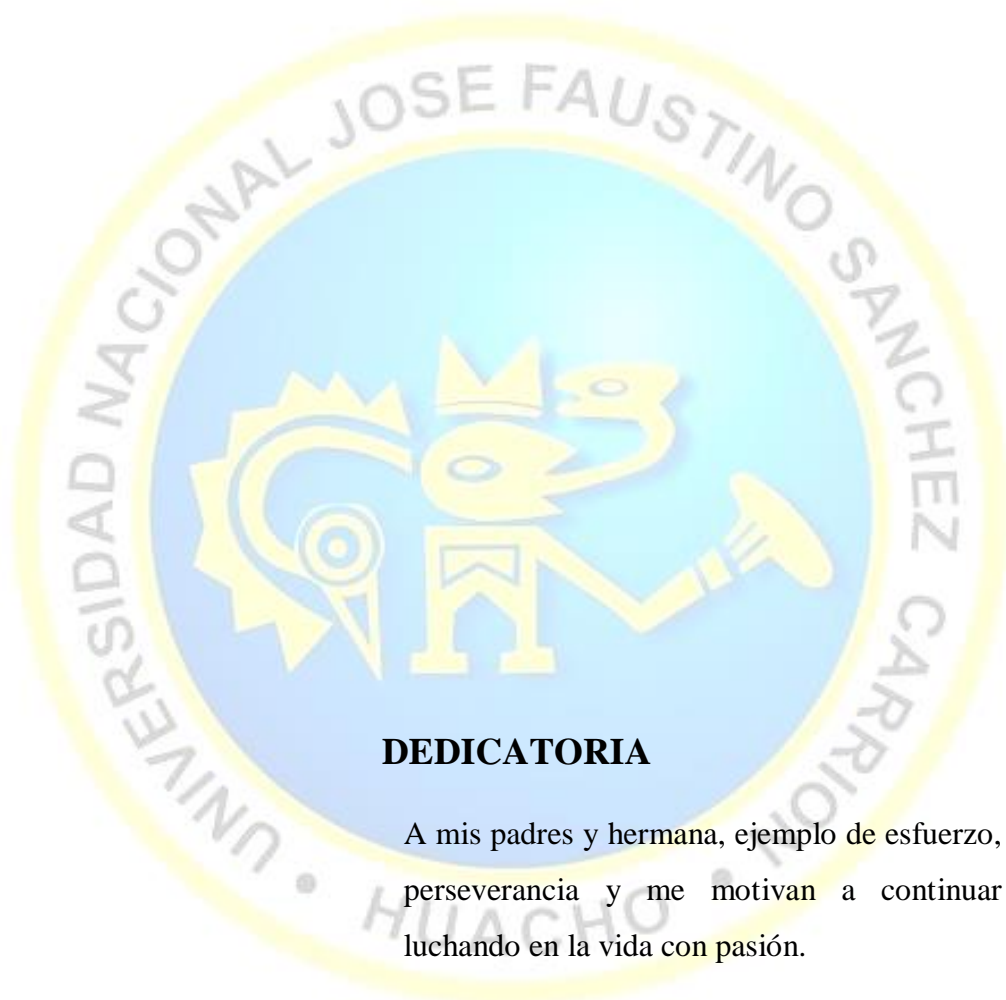 UNIVERSIDAD NACIONAL JOSE FAUSTINO SANCHEZ CARRION • HUACHO •
DEDICATORIA
A mis padres y hermana, ejemplo de esfuerzo,
perseverancia y me motivan a continuar
luchando en la vida con pasión.